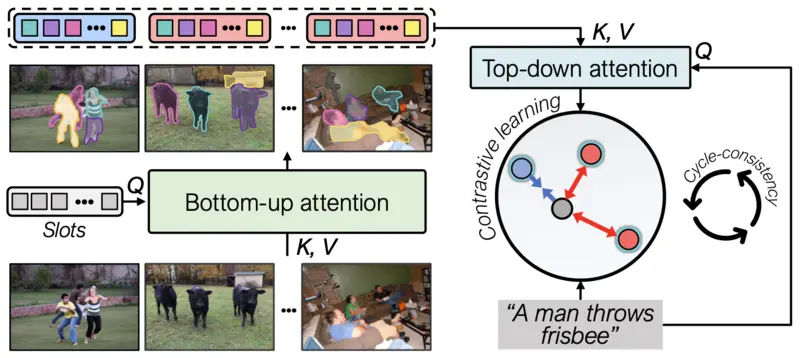 K, V
Q
Top-down attention
Contrastive learning
Cycle-consistency
Q
Bottom-up attention
Slots
K, V
“A man throws
frisbee”